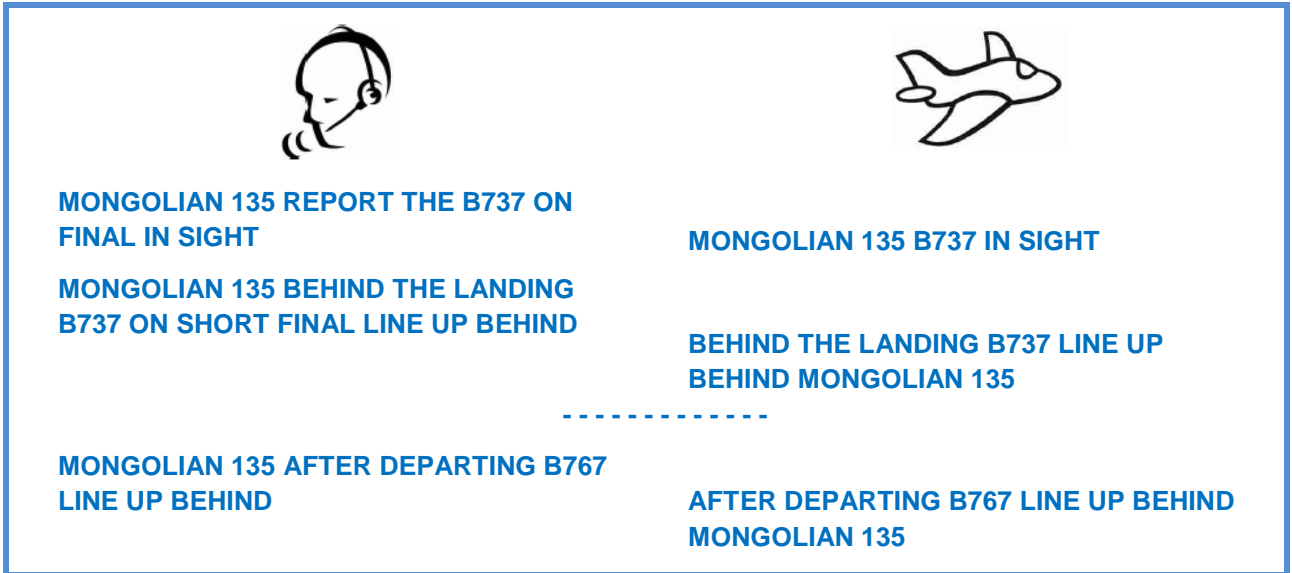 MONGOLIAN 135 REPORT THE B737 ON
FINAL IN SIGHT
MONGOLIAN 135 B737 IN SIGHT
MONGOLIAN 135 BEHIND THE LANDING
B737 ON SHORT FINAL LINE UP BEHIND
BEHIND THE LANDING B737 LINE UP
BEHIND MONGOLIAN 135
- - - - - - - - - - - - -
MONGOLIAN 135 AFTER DEPARTING B767
LINE UP BEHIND
AFTER DEPARTING B767 LINE UP BEHIND
MONGOLIAN 135